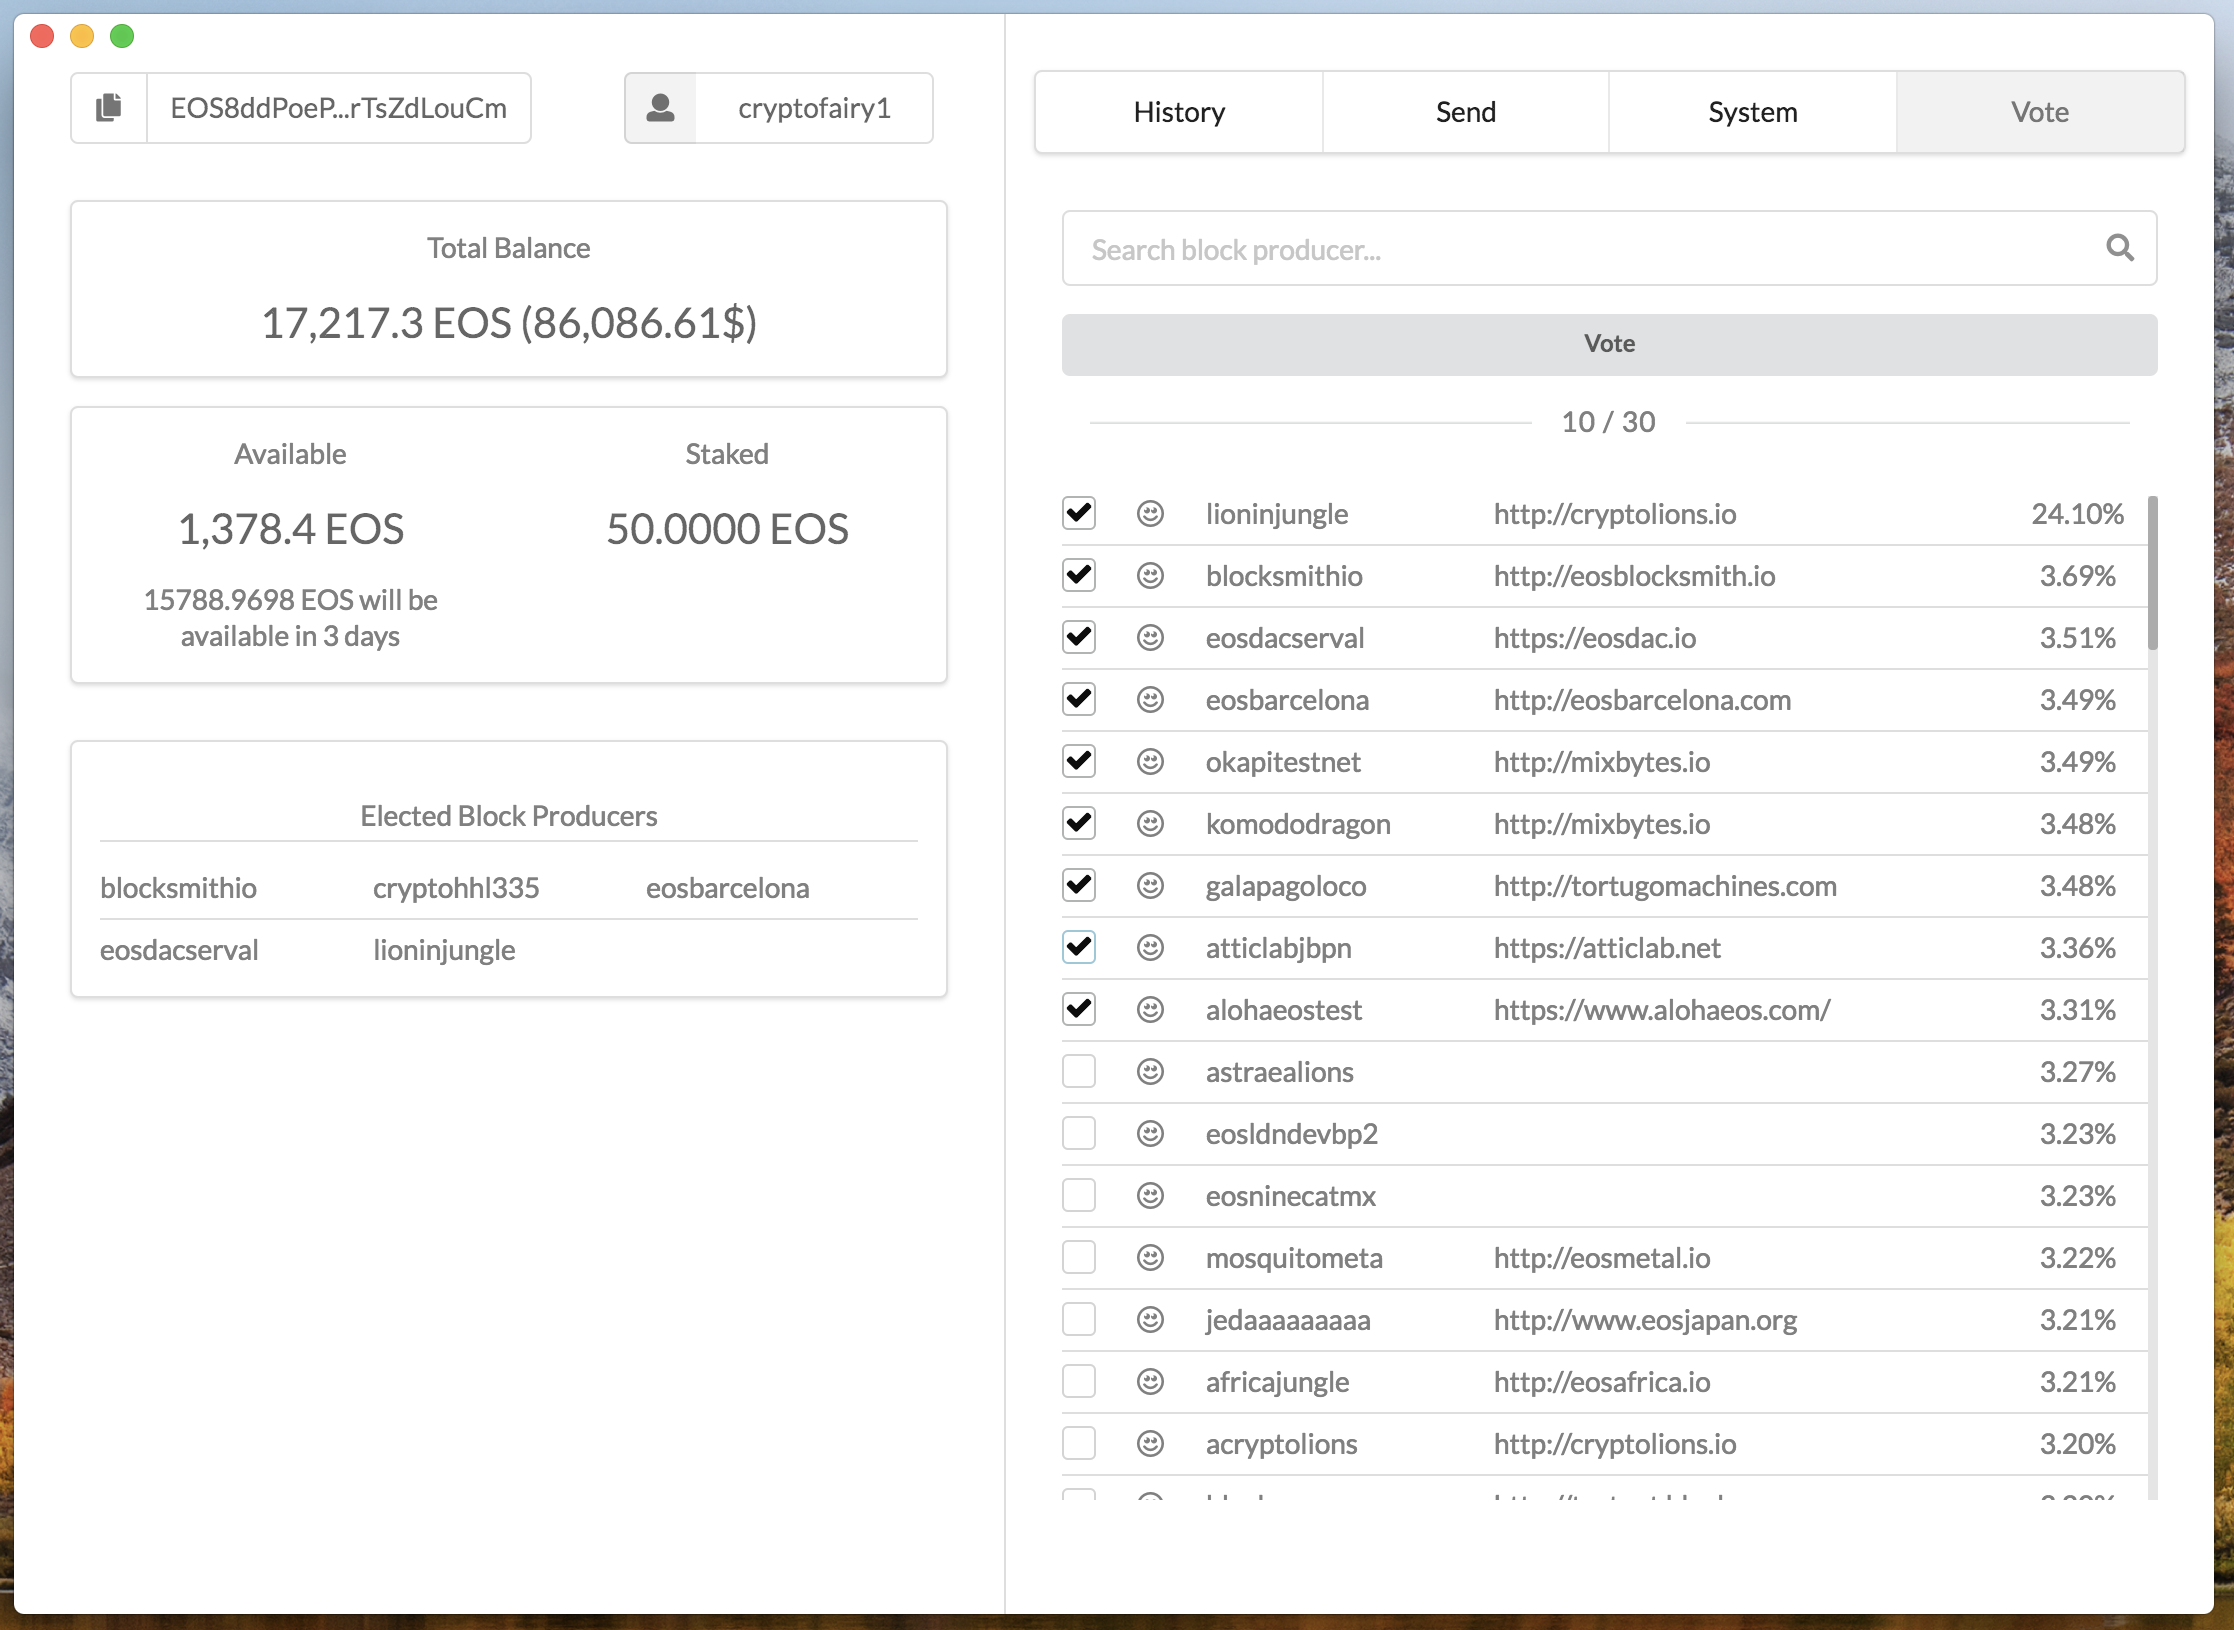 EOS8ddPoeP...rTsZdLouCm
cryptofairy1
Total Balance
17,217.3 EOS (86,086.61$)
Available
1,378.4 EOS
15788.9698 EOS will be
available in 3 days
Staked
50.0000 EOS
Elected Block Producers
blocksmithio cryptohhl335 eosbarcelona
eosdacserval lioninjungle
History Send System Vote
Search block producer...
Vote
10 / 30
lioninjungle http://cryptolions.io 24.10%
blocksmithio http://eosblocksmith.io 3.69%
eosdacserval https://eosdac.io 3.51%
eosbarcelona http://eosbarcelona.com 3.49%
okapitestnet http://mixbytes.io 3.49%
komododragon http://mixbytes.io 3.48%
galapagoloco http://tortugomachines.com 3.48%
atticlabjbpn https://atticlab.net 3.36%
alohaeostest https://www.alohaeos.com/ 3.31%
astraealions 3.27%
eosldndevbp2 3.23%
eosninecatmx 3.23%
mosquitometa http://eosmetal.io 3.22%
jedaaaaaaaaa http://www.eosjapan.org 3.21%
africajungle http://eosafrica.io 3.21%
acryptolions http://cryptolions.io 3.20%